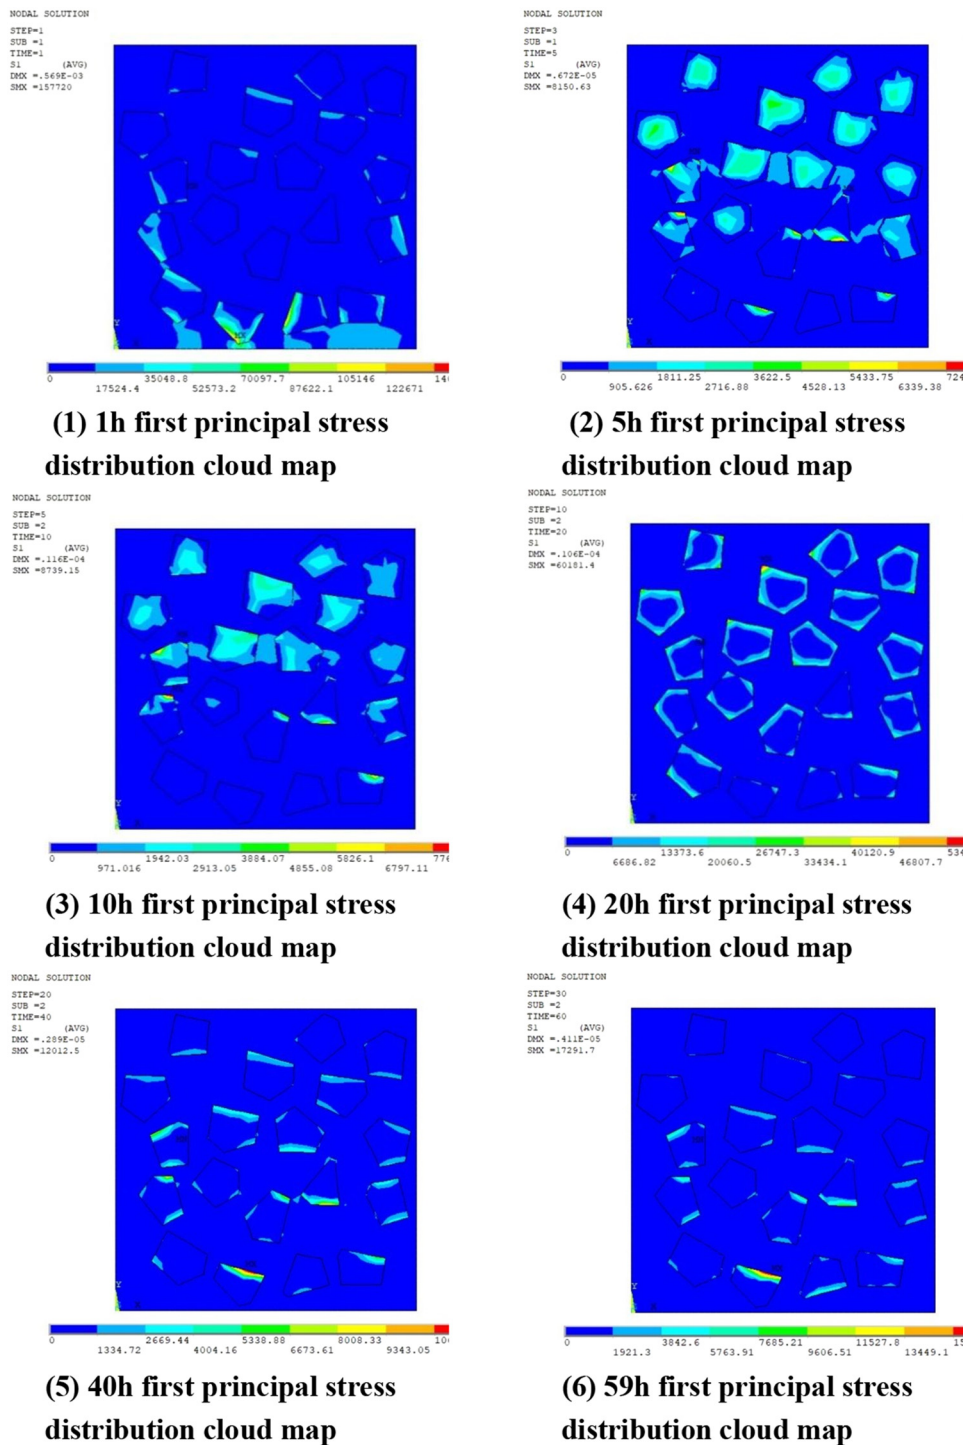 NODAL SOLUTION
STEP=1
SUB =1
TIME=1
S1 (AVG)
DMX =.569E-03
SMX =157720
Y
0 35048.8 70097.7 105146 140
17524.4 52573.2 87622.1 122671
(1) 1h first principal stress
distribution cloud map
NODAL SOLUTION
STEP=3
SUB =1
TIME=5
S1 (AVG)
DMX =.672E-05
SMX =8150.63
Y
0 1811.25 3622.5 5433.75 724
905.626 2716.88 4528.13 6339.38
(2) 5h first principal stress
distribution cloud map
NODAL SOLUTION
STEP=5
SUB =2
TIME=10
S1 (AVG)
DMX =.116E-04
SMX =8739.15
Y
0 1942.03 3884.07 5826.1 776
971.016 2913.05 4855.08 6797.11
(3) 10h first principal stress
distribution cloud map
NODAL SOLUTION
STEP=10
SUB =2
TIME=20
S1 (AVG)
DMX =.106E-04
SMX =60181.4
Y
0 13373.6 26747.3 40120.9 534
6686.82 20060.5 33434.1 46807.7
(4) 20h first principal stress
distribution cloud map
NODAL SOLUTION
STEP=20
SUB =2
TIME=40
S1 (AVG)
DMX =.289E-05
SMX =12012.5
Y
0 2669.44 5338.88 8008.33 10
1334.72 4004.16 6673.61 9343.05
(5) 40h first principal stress
distribution cloud map
NODAL SOLUTION
STEP=30
SUB =2
TIME=60
S1 (AVG)
DMX =.411E-05
SMX =17291.7
Y
0 3842.6 7685.21 11527.8 15
1921.3 5763.91 9606.51 13449.1
(6) 59h first principal stress
distribution cloud map